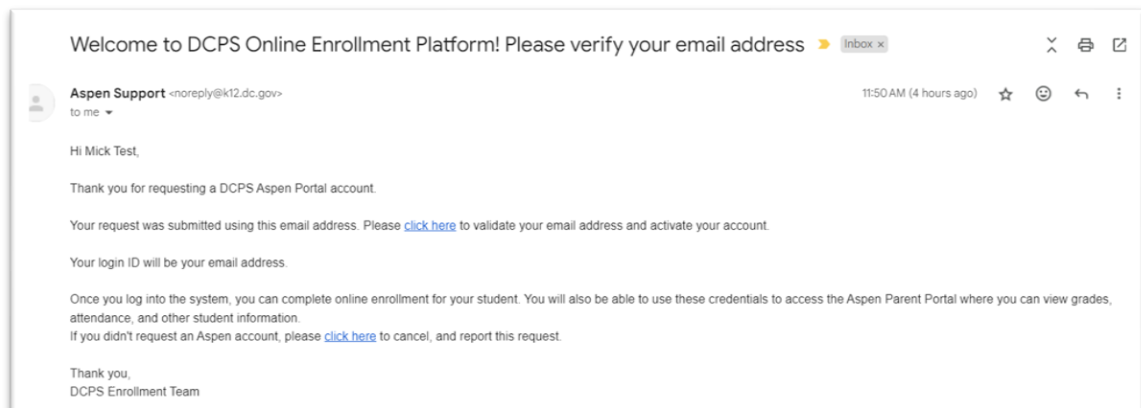 Welcome to DCPS Online Enrollment Platform! Please verify your email address Inbox ×
Aspen Support <noreply@k12.dc.gov> 11:50 AM (4 hours ago)
to me
Hi Mick Test,
Thank you for requesting a DCPS Aspen Portal account.
Your request was submitted using this email address. Please click here to validate your email address and activate your account.
Your login ID will be your email address.
Once you log into the system, you can complete online enrollment for your student. You will also be able to use these credentials to access the Aspen Parent Portal where you can view grades,
attendance, and other student information.
If you didn't request an Aspen account, please click here to cancel, and report this request.
Thank you,
DCPS Enrollment Team